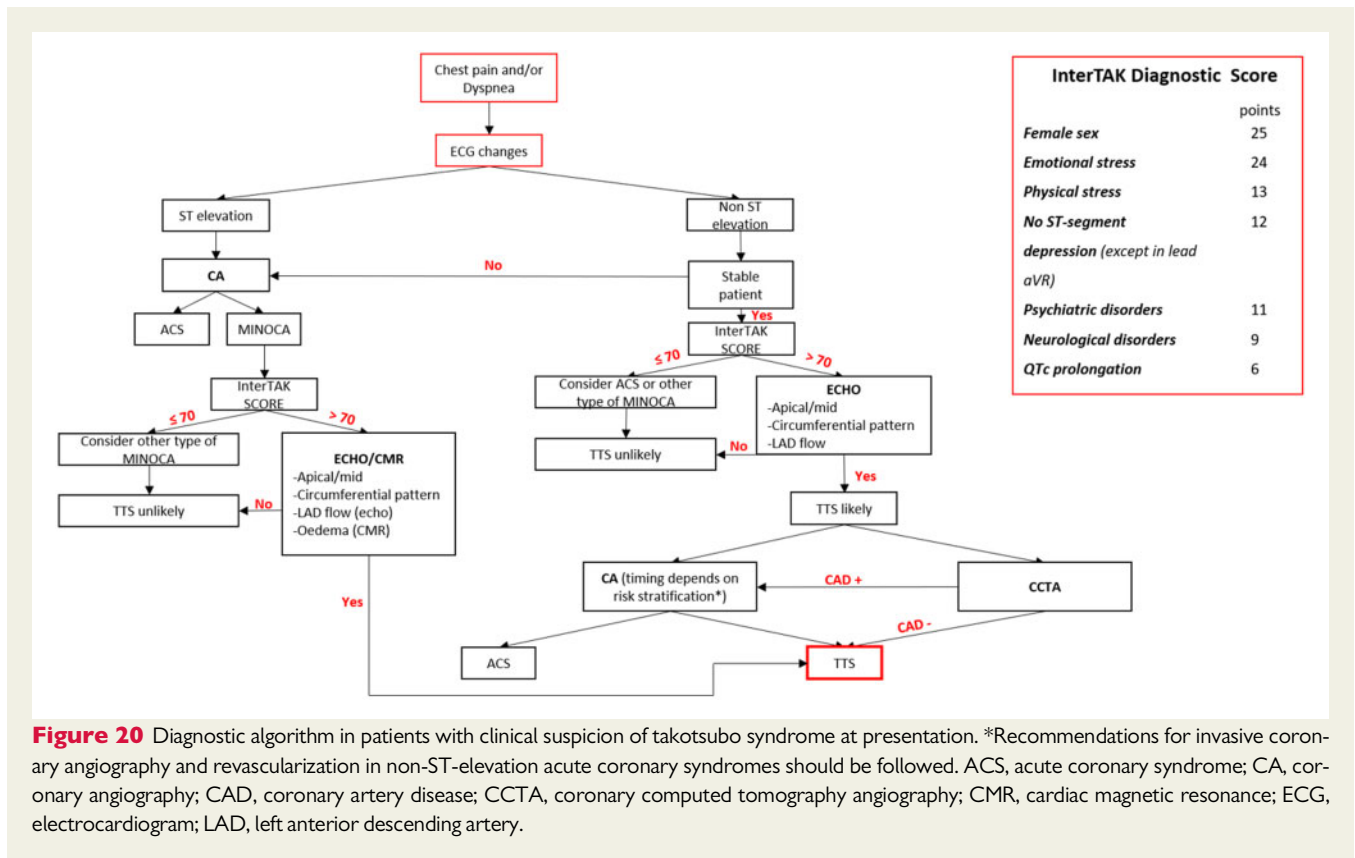 Chest pain and/or
Dyspnea
ECG changes
ST elevation
Non ST
elevation
CA
No
Stable
patient
Yes
ACS
MINOCA
InterTAK
SCORE
≤ 70
> 70
InterTAK
SCORE
≤ 70
> 70
Consider ACS or other
type of MINOCA
ECHO
-Apical/mid
-Circumferential pattern
-LAD flow
Consider other type of
MINOCA
ECHO/CMR
-Apical/mid
-Circumferential pattern
-LAD flow (echo)
-Oedema (CMR)
No
TTS unlikely
No
TTS unlikely
Yes
TTS likely
Yes
CA (timing depends on
risk stratification*)
CAD +
CCTA
CAD -
ACS
TTS
InterTAK Diagnostic Score
points
Female sex 25
Emotional stress 24
Physical stress 13
No ST-segment 12
depression (except in lead
aVR)
Psychiatric disorders 11
Neurological disorders 9
QTc prolongation 6
Figure 20 Diagnostic algorithm in patients with clinical suspicion of takotsubo syndrome at presentation. *Recommendations for invasive coron-
ary angiography and revascularization in non-ST-elevation acute coronary syndromes should be followed. ACS, acute coronary syndrome; CA, cor-
onary angiography; CAD, coronary artery disease; CCTA, coronary computed tomography angiography; CMR, cardiac magnetic resonance; ECG,
electrocardiogram; LAD, left anterior descending artery.